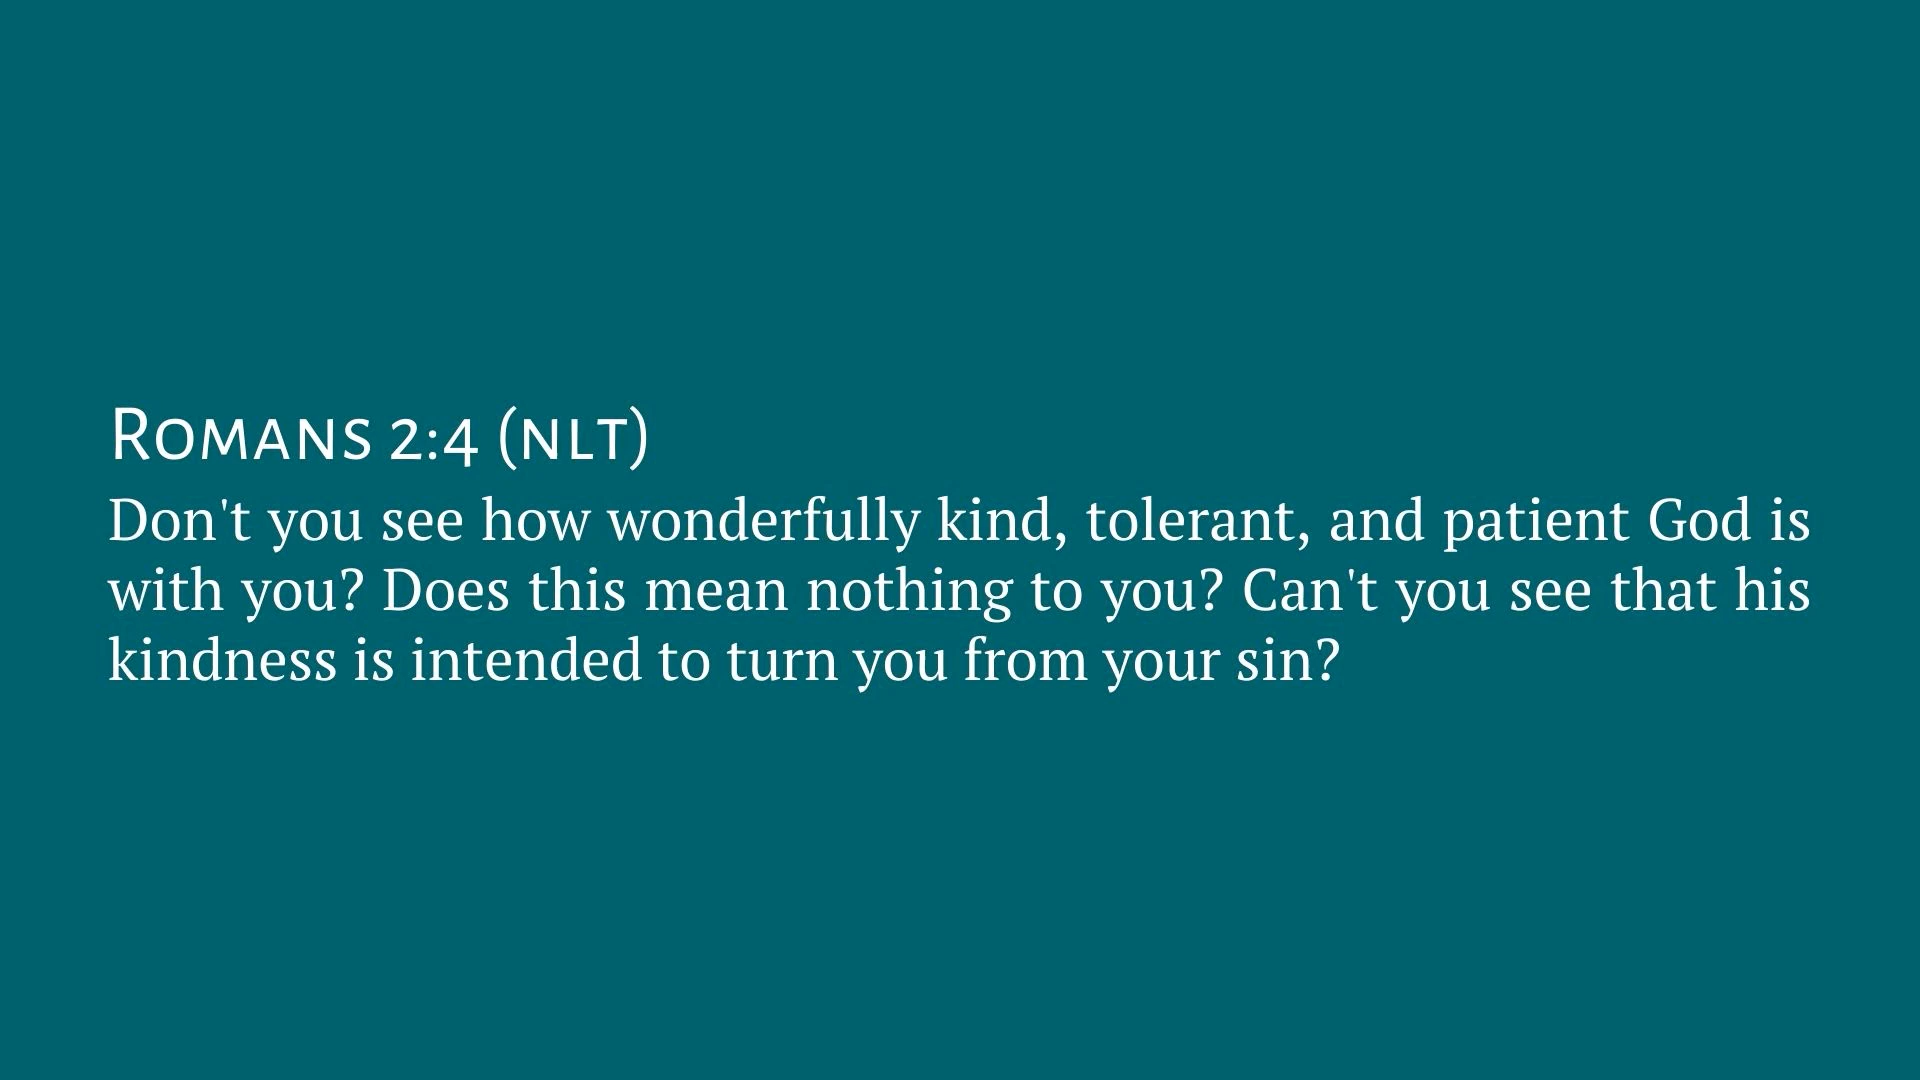 Romans 2:4 (NLT)
Don't you see how wonderfully kind, tolerant, and patient God is
with you? Does this mean nothing to you? Can't you see that his
kindness is intended to turn you from your sin?